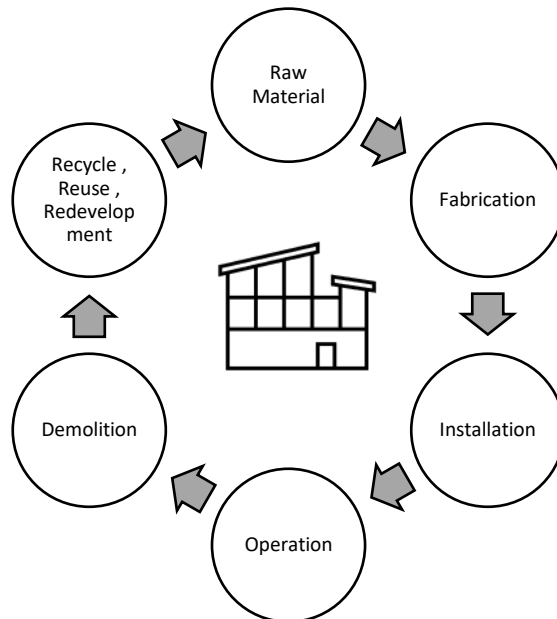 Raw
Material
Fabrication
Installation
Operation
Demolition
Recycle ,
Reuse ,
Redevelop
ment